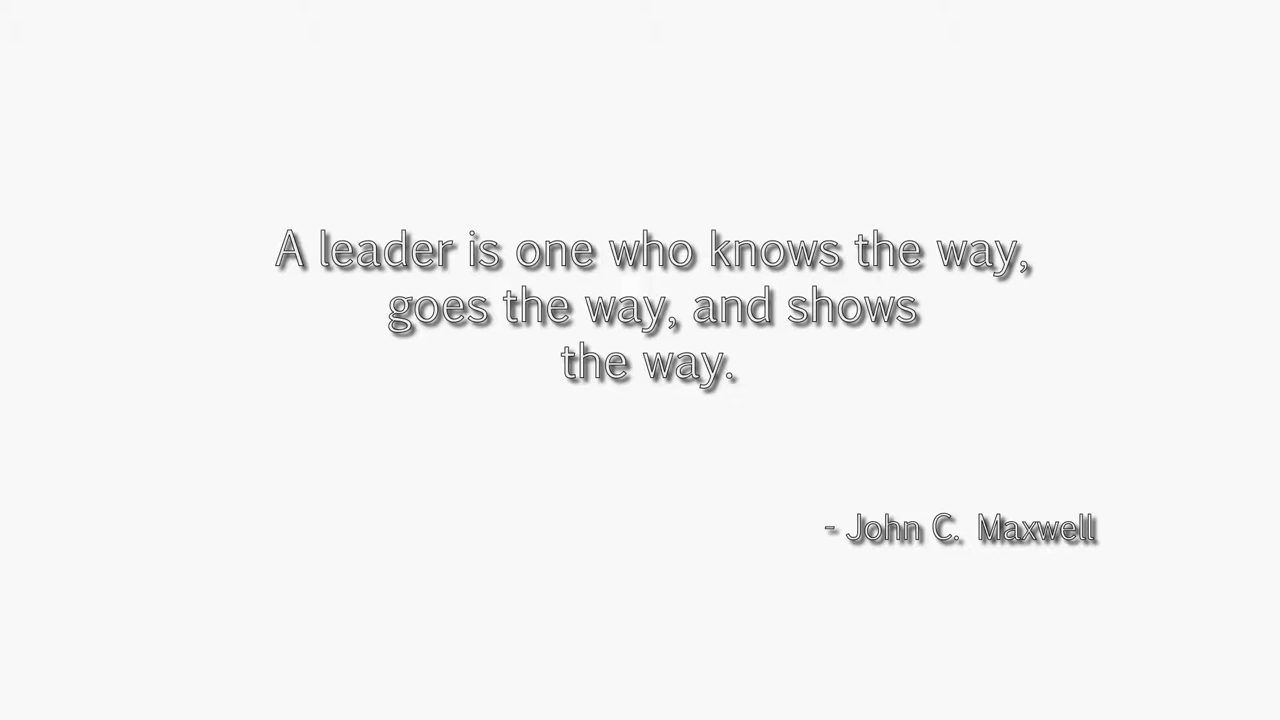 A leader is one who knows the way,
goes the way, and shows
the way.
- John C. Maxwell